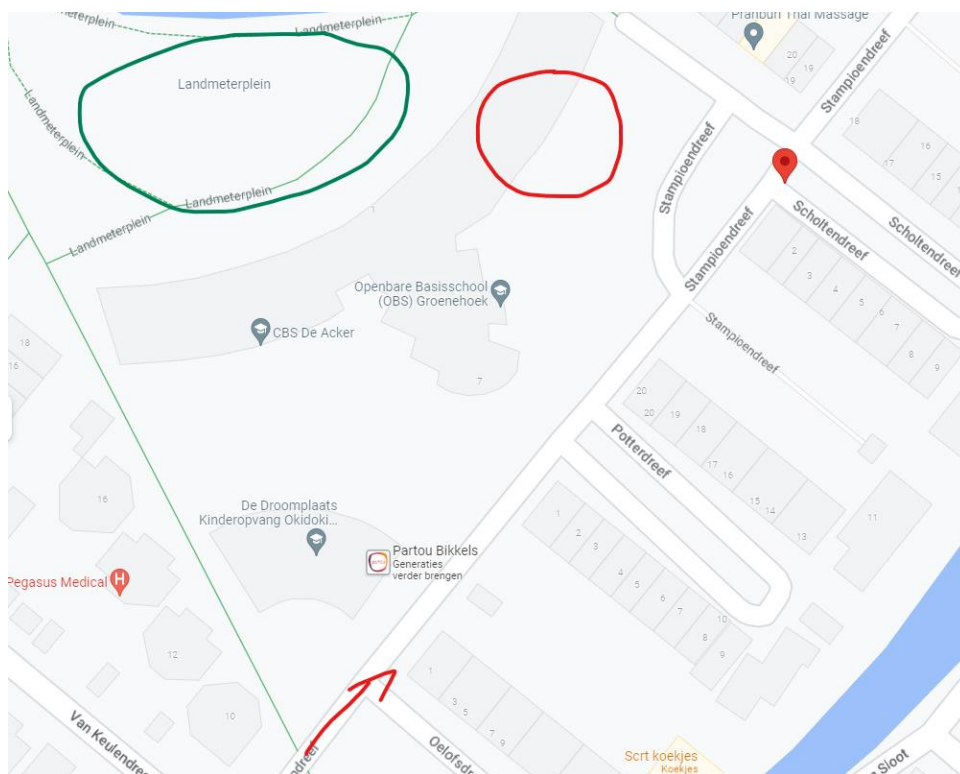 Landmeterplein
Landmeterplein
Pranburi Thai Massage
Landmeterplein
20
19
19
Stampioendreef
Landmeterplein
18
16
17
15
1
Stampioendreef
Scholtendreef
Scholtendreef
Landmeterplein
Landmeterplein
1
Stampioendreef
2
3
4
5
6
7
8
9
Openbare Basisschool
(OBS) Groenehoek
CBS De Acker
Stampioendreef
18
16
7
20
20
19
18
17
16
15
14
13
Potterdreef
11
16
De Droomplaats
Kinderopvang Okidoki...
1
2
3
4
5
6
7
8
10
9
Partou Bikkels
Generaties
verder brengen
partou
Pegasus Medical
H
12
10
1
3
5
7
9
Van Keulendree
ndreef
Oelofsdr
Scrt koekjes
Koekjes
Sloot